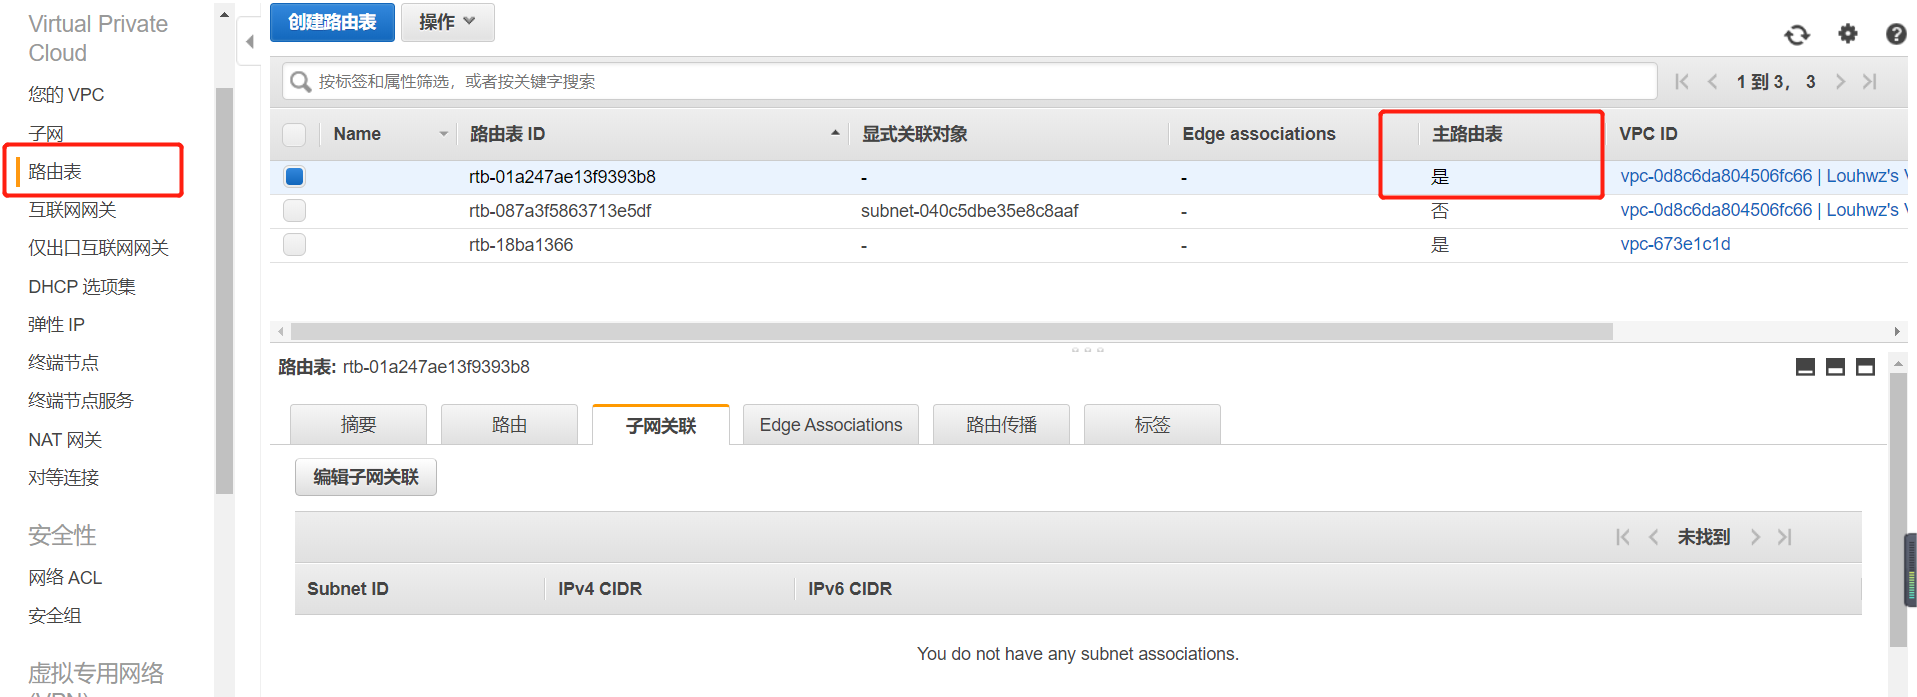 Virtual Private
Cloud
您的 VPC
子网
路由表
互联网网关
仅出口互联网网关
DHCP 选项集
弹性 IP
终端节点
终端节点服务
NAT 网关
对等连接
安全性
网络 ACL
安全组
虚拟专用网络
(VPN)
创建路由表 操作
按标签和属性筛选，或者按关键字搜索 1 到 3， 3
Name 路由表 ID 显式关联对象 Edge associations 主路由表 VPC ID
rtb-01a247ae13f9393b8 - - 是 vpc-0d8c6da804506fc66 | Louhwz's V
rtb-087a3f5863713e5df subnet-040c5dbe35e8c8aaf - 否 vpc-0d8c6da804506fc66 | Louhwz's V
rtb-18ba1366 - - 是 vpc-673e1c1d
路由表: rtb-01a247ae13f9393b8
摘要 路由 子网关联 Edge Associations 路由传播 标签
编辑子网关联
未找到
Subnet ID IPv4 CIDR IPv6 CIDR
You do not have any subnet associations.